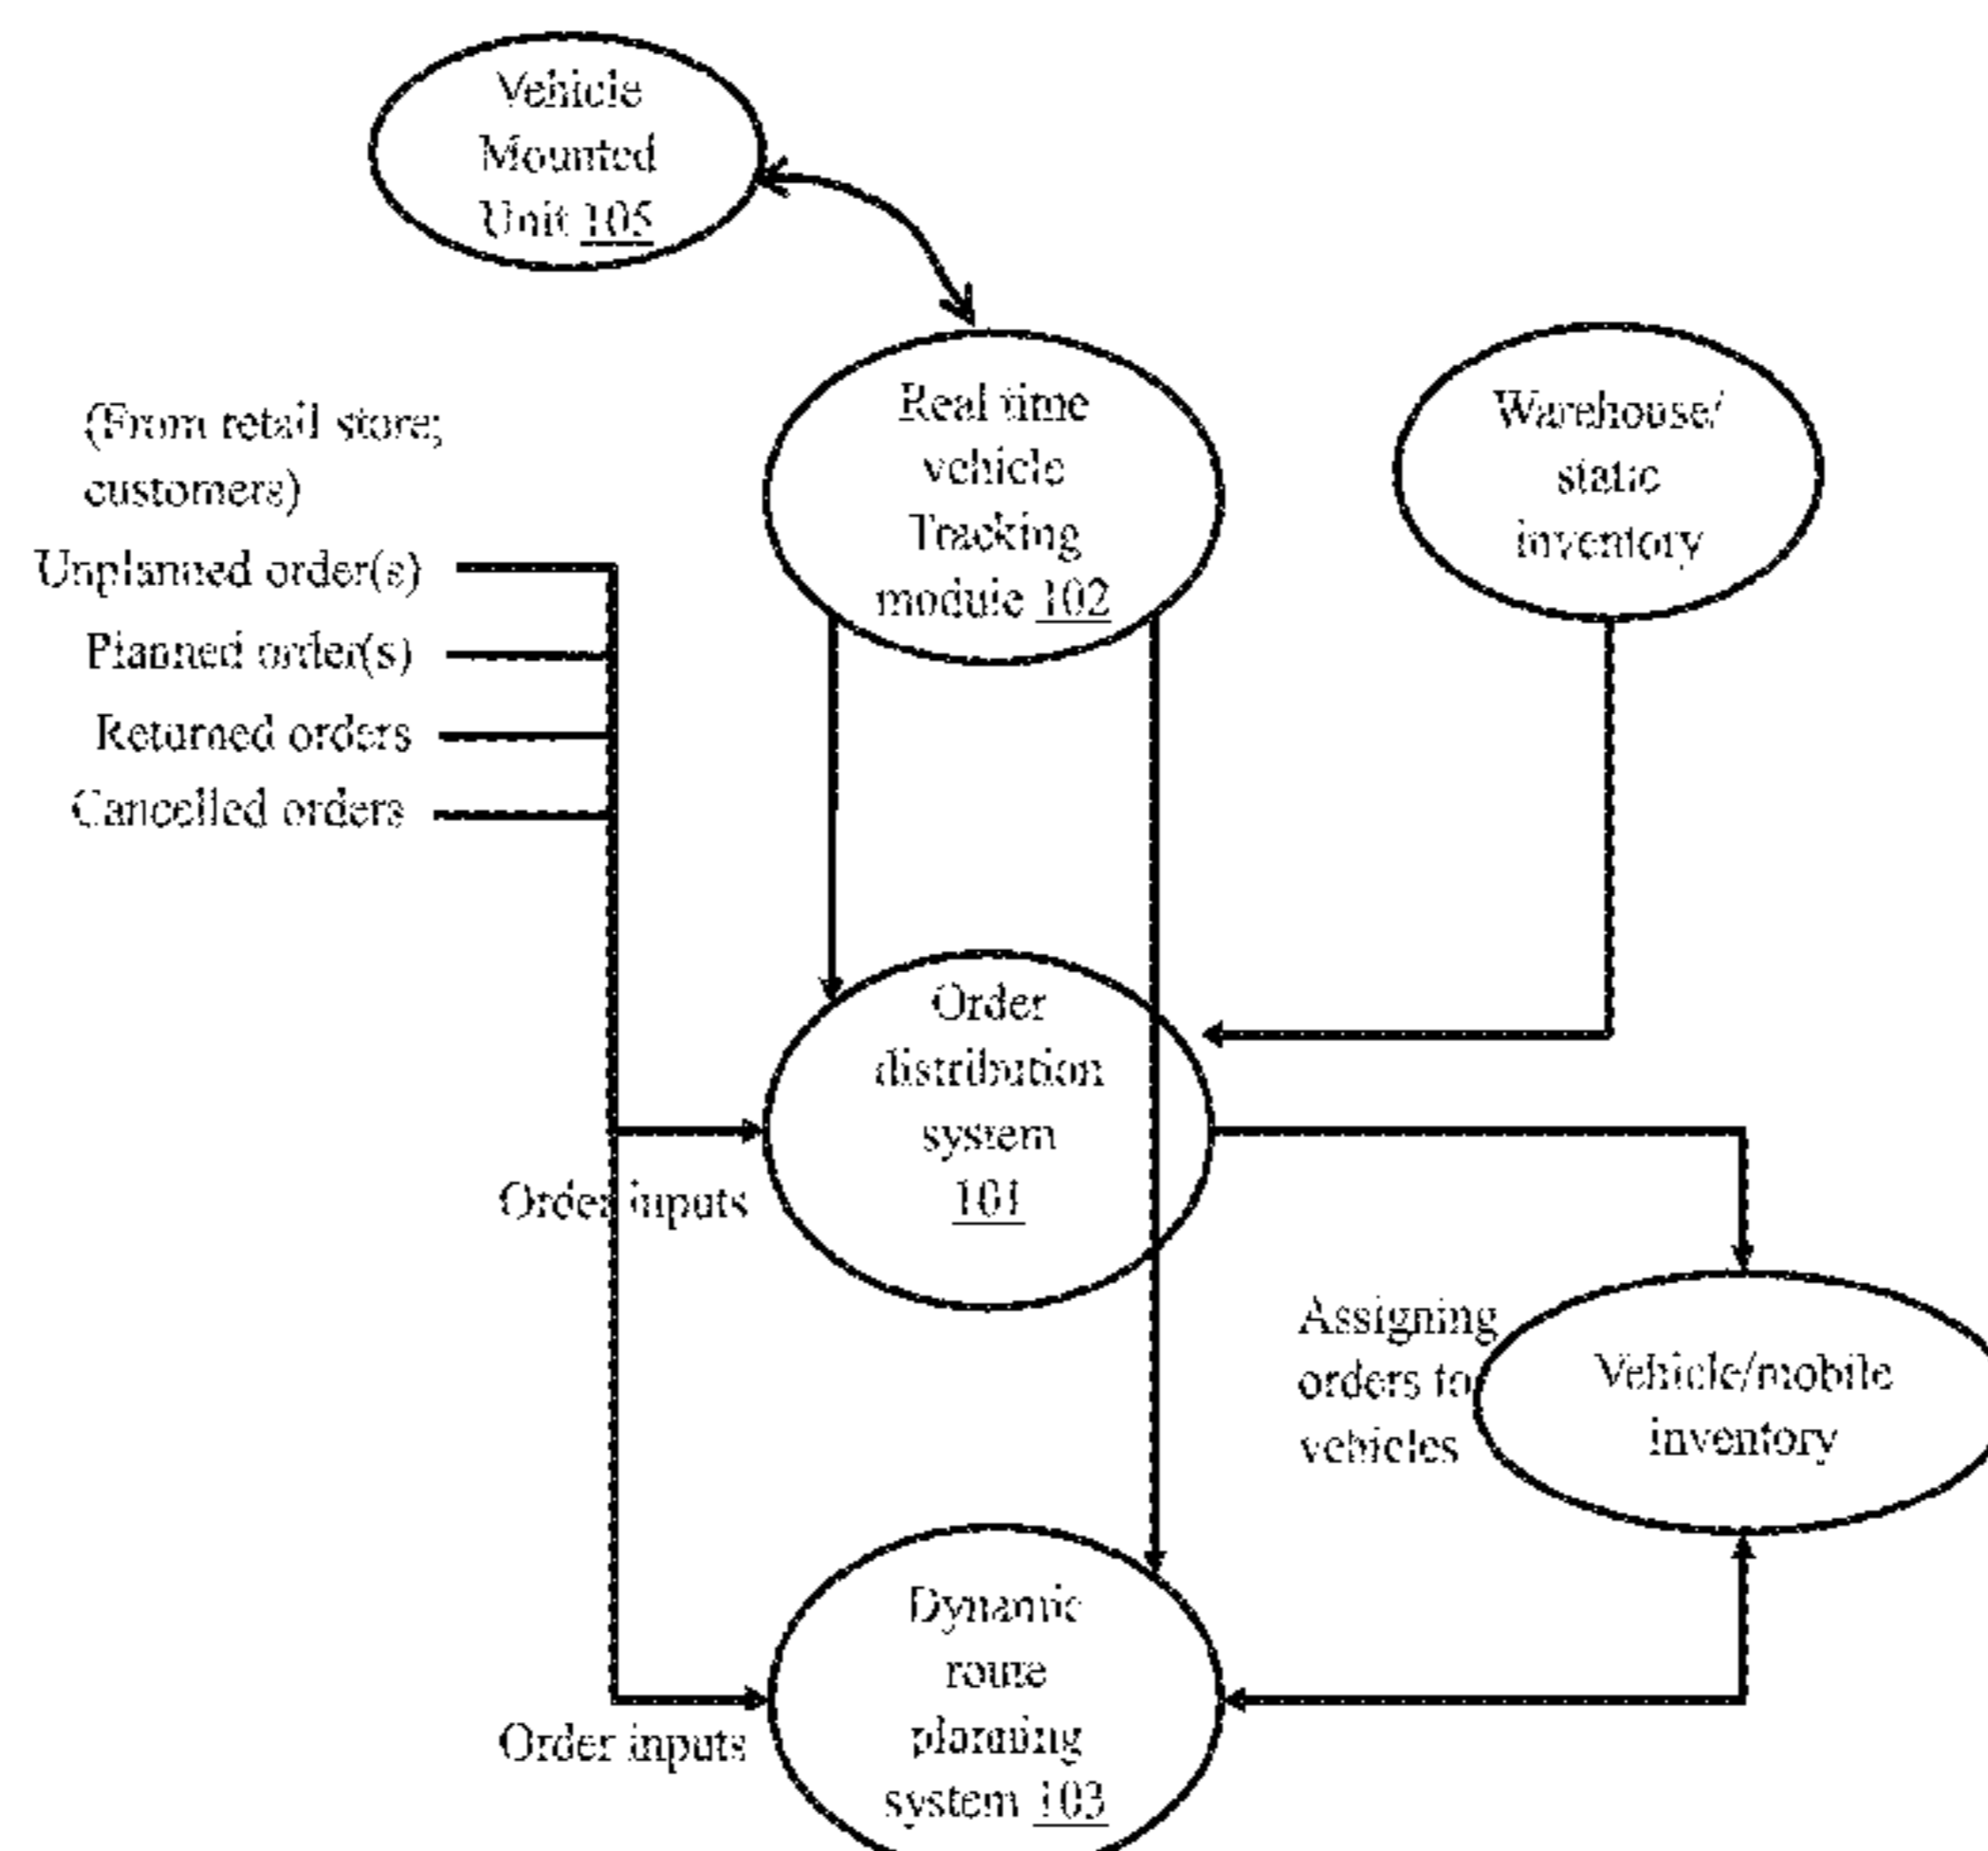 Vehicle
Mounted
Unit 105
Real time
vehicle
Tracking
module 102
Warehouse/
static
inventory
(From retail store;
customers)
Unplanned order(s)
Planned order(s)
Returned orders
Cancelled orders
Order
distribution
system
101
Order inputs
Assigning
orders to
vehicles
Vehicle/mobile
inventory
Dynamic
route
planning
system 103
Order inputs